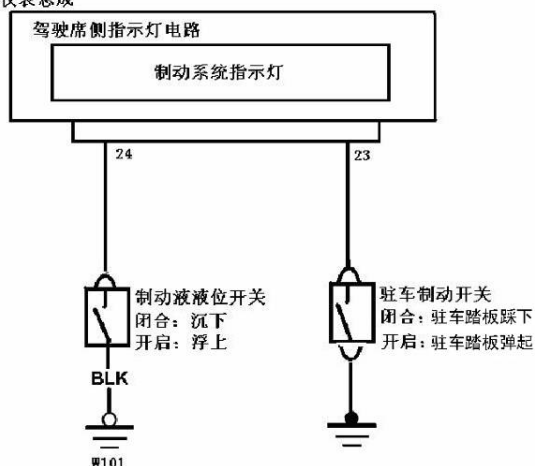 仪表总成
驾驶席侧指示灯电路
制动系统指示灯
24
23
制动液液位开关
闭合：沉下
开启：浮上
驻车制动开关
闭合：驻车踏板踩下
开启：驻车踏板弹起
BLK
W101